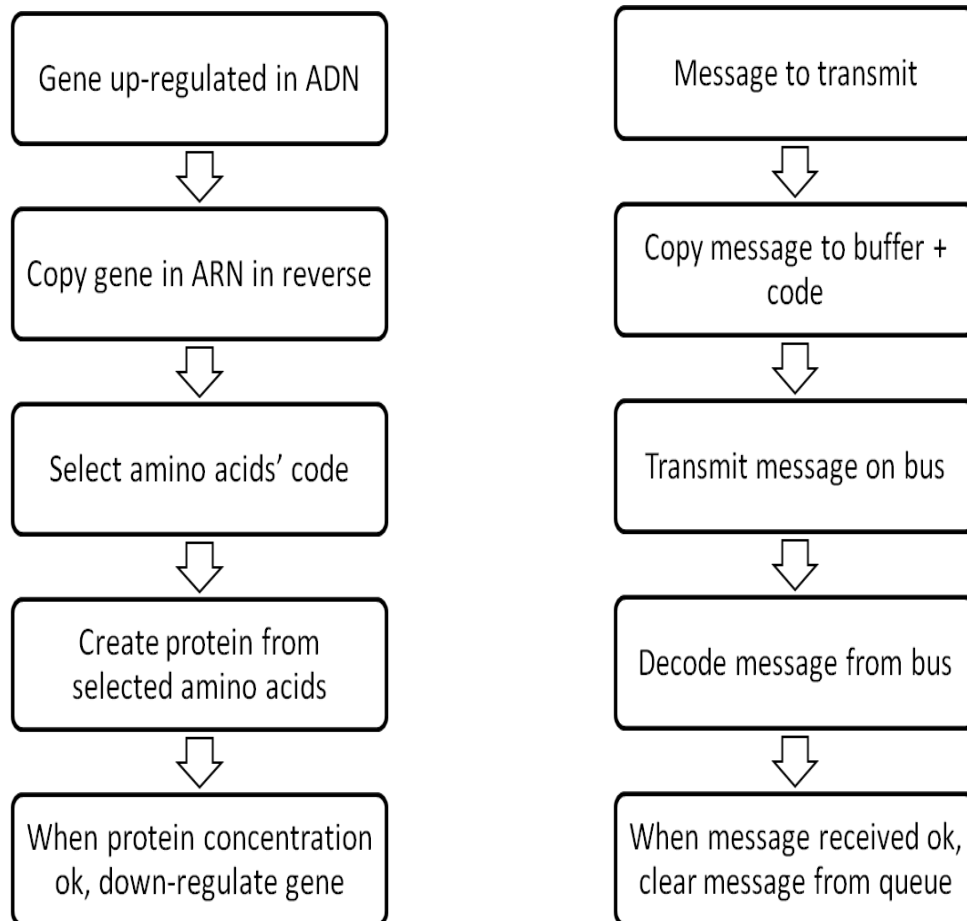 Gene up-regulated in ADN
Copy gene in ARN in reverse
Select amino acids’ code
Create protein from
selected amino acids
When protein concentration
ok, down-regulate gene
Message to transmit
Copy message to buffer +
code
Transmit message on bus
Decode message from bus
When message received ok,
clear message from queue